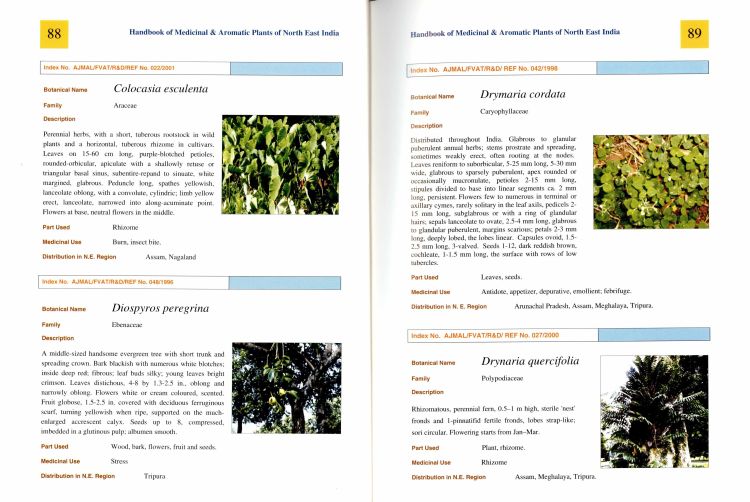 88
Handbook of Medicinal & Aromatic Plants of North East India
Index No. AJMAL/FVAT/R&D/REF No. 022/2001
Botanical Name Colocasia esculenta
Family Araceae
Description
Perennial herbs, with a short, tuberous rootstock in wild
plants and a horizontal, tuberous rhizome in cultivars.
Leaves on 15-60 cm long, purple-blotched petioles,
rounded-orbicular, apiculate with a shallowly retuse or
triangular basal sinus, subentire-repand to sinuate, white
margined, glabrous. Peduncle long, spathes yellowish,
lanceolate oblong, with a convolute, cylindric; limb yellow
erect, lanceolate, narrowed into along-acuminate point.
Flowers at base, neutral flowers in the middle.
Part Used Rhizome
Medicinal Use Burn, insect bite.
Distribution in N.E. Region Assam, Nagaland
Index No. AJMAL/FVAT/R&D/REF No. 048/1996
Botanical Name Diospyros peregrina
Family Ebenaceae
Description
A middle-sized handsome evergreen tree with short trunk and
spreading crown. Bark blackish with numerous white blotches;
inside deep red; fibrous; leaf buds silky; young leaves bright
crimson. Leaves distichous, 4-8 by 1.3-2.5 in., oblong and
narrowly oblong. Flowers white or cream coloured, scented.
Fruit globose, 1.5-2.5 in. covered with deciduous ferruginous
scurf, turning yellowish when ripe, supported on the much-
enlarged accrescent calyx. Seeds up to 8, compressed,
imbedded in a glutinous pulp; albumen smooth.
Part Used Wood, bark, flowers, fruit and seeds.
Medicinal Use Stress
Distribution in N.E. Region Tripura
Handbook of Medicinal & Aromatic Plants of North East India
89
Index No. AJMAL/FVAT/R&D/ REF No. 042/1998
Botanical Name Drymaria cordata
Family Caryophyllaceae
Description
Distributed throughout India. Glabrous to glanular
puberulent annual herbs; stems prostrate and spreading,
sometimes weakly erect, often rooting at the nodes.
Leaves reniform to suborbicular, 5-25 mm long, 5-30 mm
wide, glabrous to sparsely puberulent, apex rounded or
occasionally mucronulate, petioles 2-15 mm long,
stipules divided to base into linear segments ca. 2 mm
long, persistent. Flowers few to numerous in terminal or
axillary cymes, rarely solitary in the leaf axils, pedicels 2-
15 mm long, subglabrous or with a ring of glandular
hairs; sepals lanceolate to ovate, 2.5-4 mm long, glabrous
to glandular puberulent, margins scarious; petals 2-3 mm
long, deeply lobed, the lobes linear. Capsules ovoid, 1.5-
2.5 mm long, 3-valved. Seeds 1-12, dark reddish brown,
cochleate, 1-1.5 mm long, the surface with rows of low
tubercles.
Part Used Leaves, seeds.
Medicinal Use Antidote, appetizer, depurative, emollient; febrifuge.
Distribution in N. E. Region Arunachal Pradesh, Assam, Meghalaya, Tripura.
Index No. AJMAL/FVAT/R&D/ REF No. 027/2000
Botanical Name Drynaria quercifolia
Family Polypodiaceae
Description
Rhizomatous, perennial fern, 0.5–1 m high, sterile 'nest'
fronds and 1-pinnatifid fertile fronds, lobes strap-like;
sori circular. Flowering starts from Jan–Mar.
Part Used Plant, rhizome.
Medicinal Use Rhizome
Distribution in N.E. Region Assam, Meghalaya, Tripura.